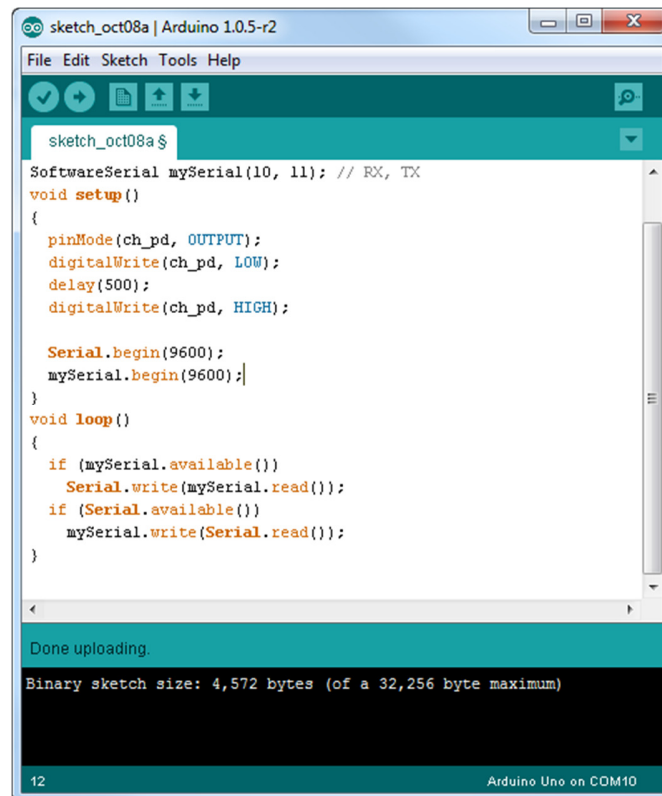 sketch_oct08a | Arduino 1.0.5-r2
File Edit Sketch Tools Help
sketch_oct08a §
SoftwareSerial mySerial(10, 11); // RX, TX
void setup()
{
  pinMode(ch_pd, OUTPUT);
  digitalWrite(ch_pd, LOW);
  delay(500);
  digitalWrite(ch_pd, HIGH);

  Serial.begin(9600);
  mySerial.begin(9600);
}
void loop()
{
  if (mySerial.available())
    Serial.write(mySerial.read());
  if (Serial.available())
    mySerial.write(Serial.read());
}
Done uploading.
Binary sketch size: 4,572 bytes (of a 32,256 byte maximum)
12 Arduino Uno on COM10